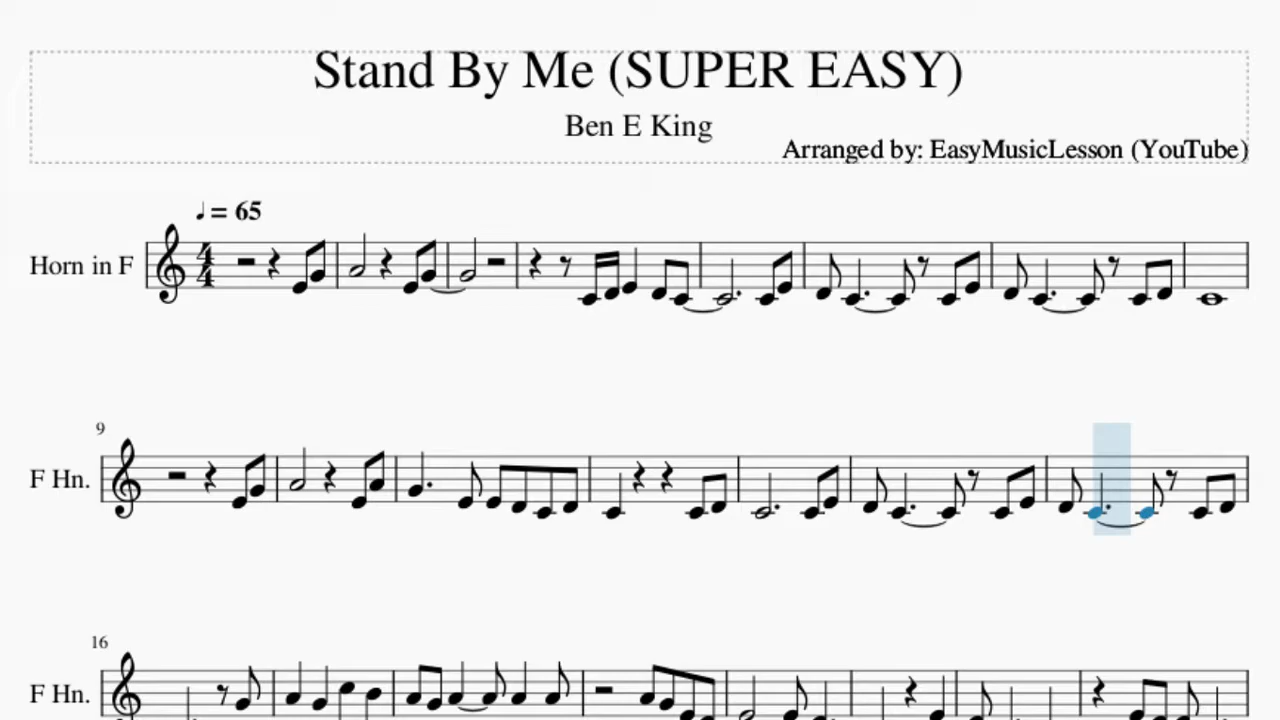 Stand By Me (SUPER EASY)
Ben E King
Arranged by: EasyMusicLesson (YouTube)
♩ = 65
Horn in F
4
4
9
F Hn.
16
F Hn.